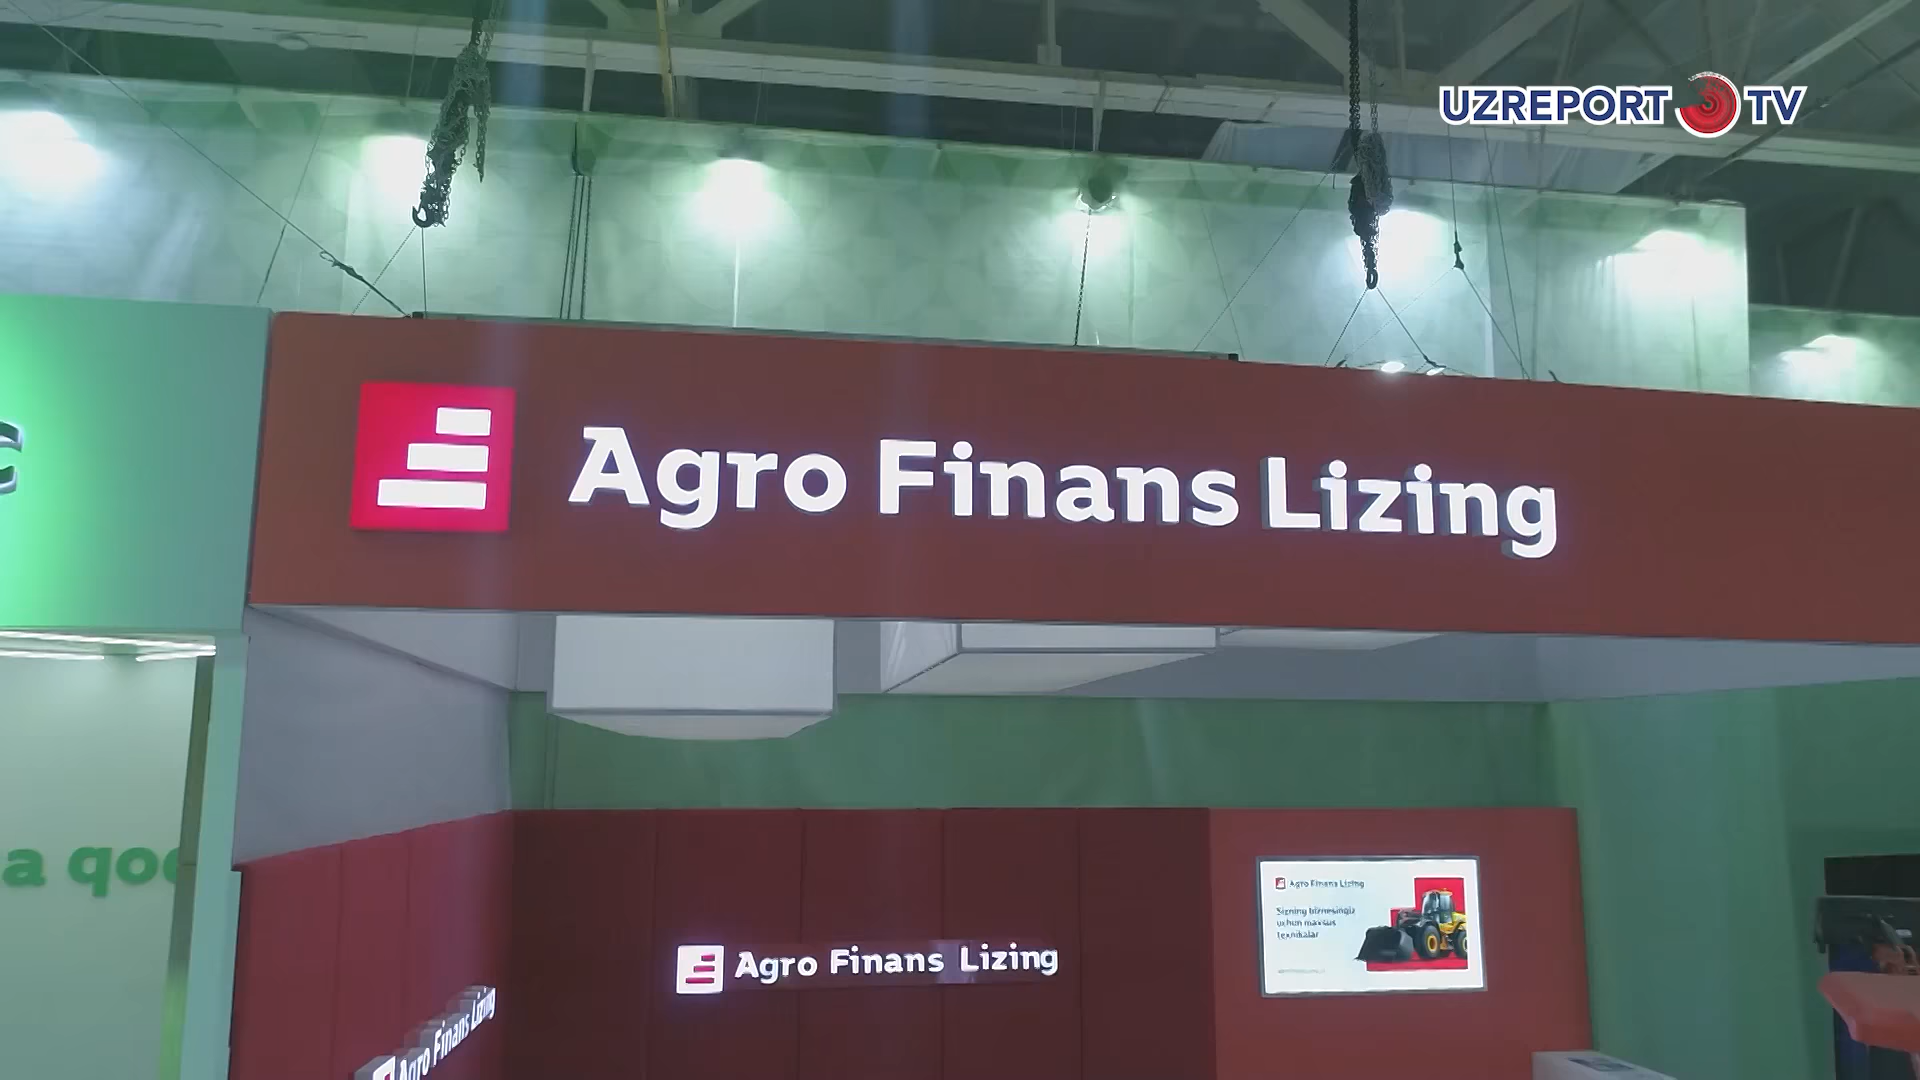 UZREPORT TV
Agro Finans Lizing
a qo
Agro Finans Lizing
Sizning biznesingiz
uchun maxsus
texnikalar
Agro Finans Lizing
Agro Finans Lizing